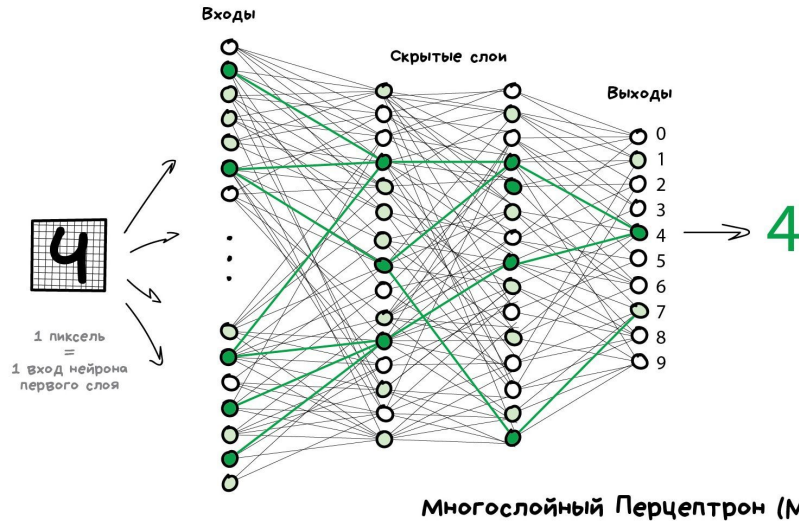 Входы
Скрытые слои
Выходы
0
1
2
3
4
5
6
7
8
9
4
4
1 пиксель
=
1 вход нейрона
первого слоя
Многослойный Перцептрон (М